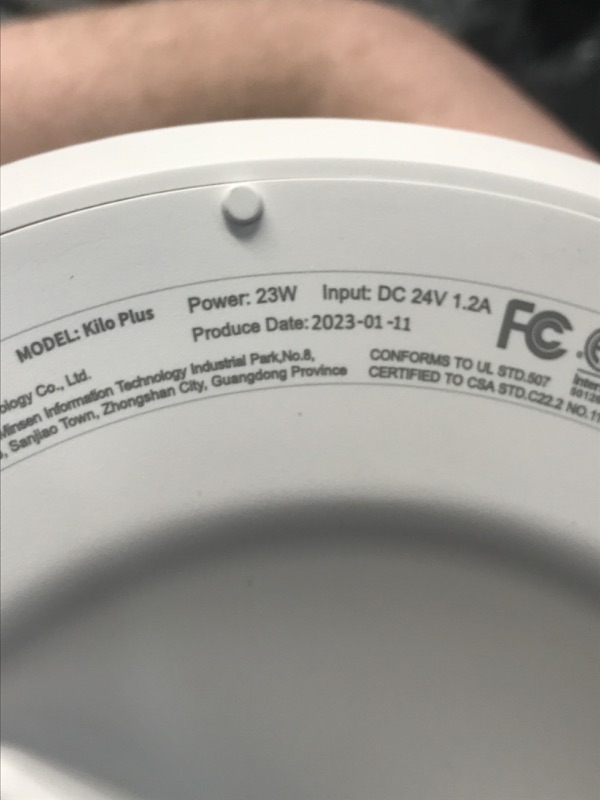 MODEL: Kilo Plus
Power: 23W Input: DC 24V 1.2A
Produce Date: 2023-01-11
FC
Co., Ltd.
Minsen Information Technology Industrial Park,No.8,
Sanjiao Town, Zhongshan City, Guangdong Province
CONFORMS TO UL STD.507
CERTIFIED TO CSA STD.C22.2 NO.